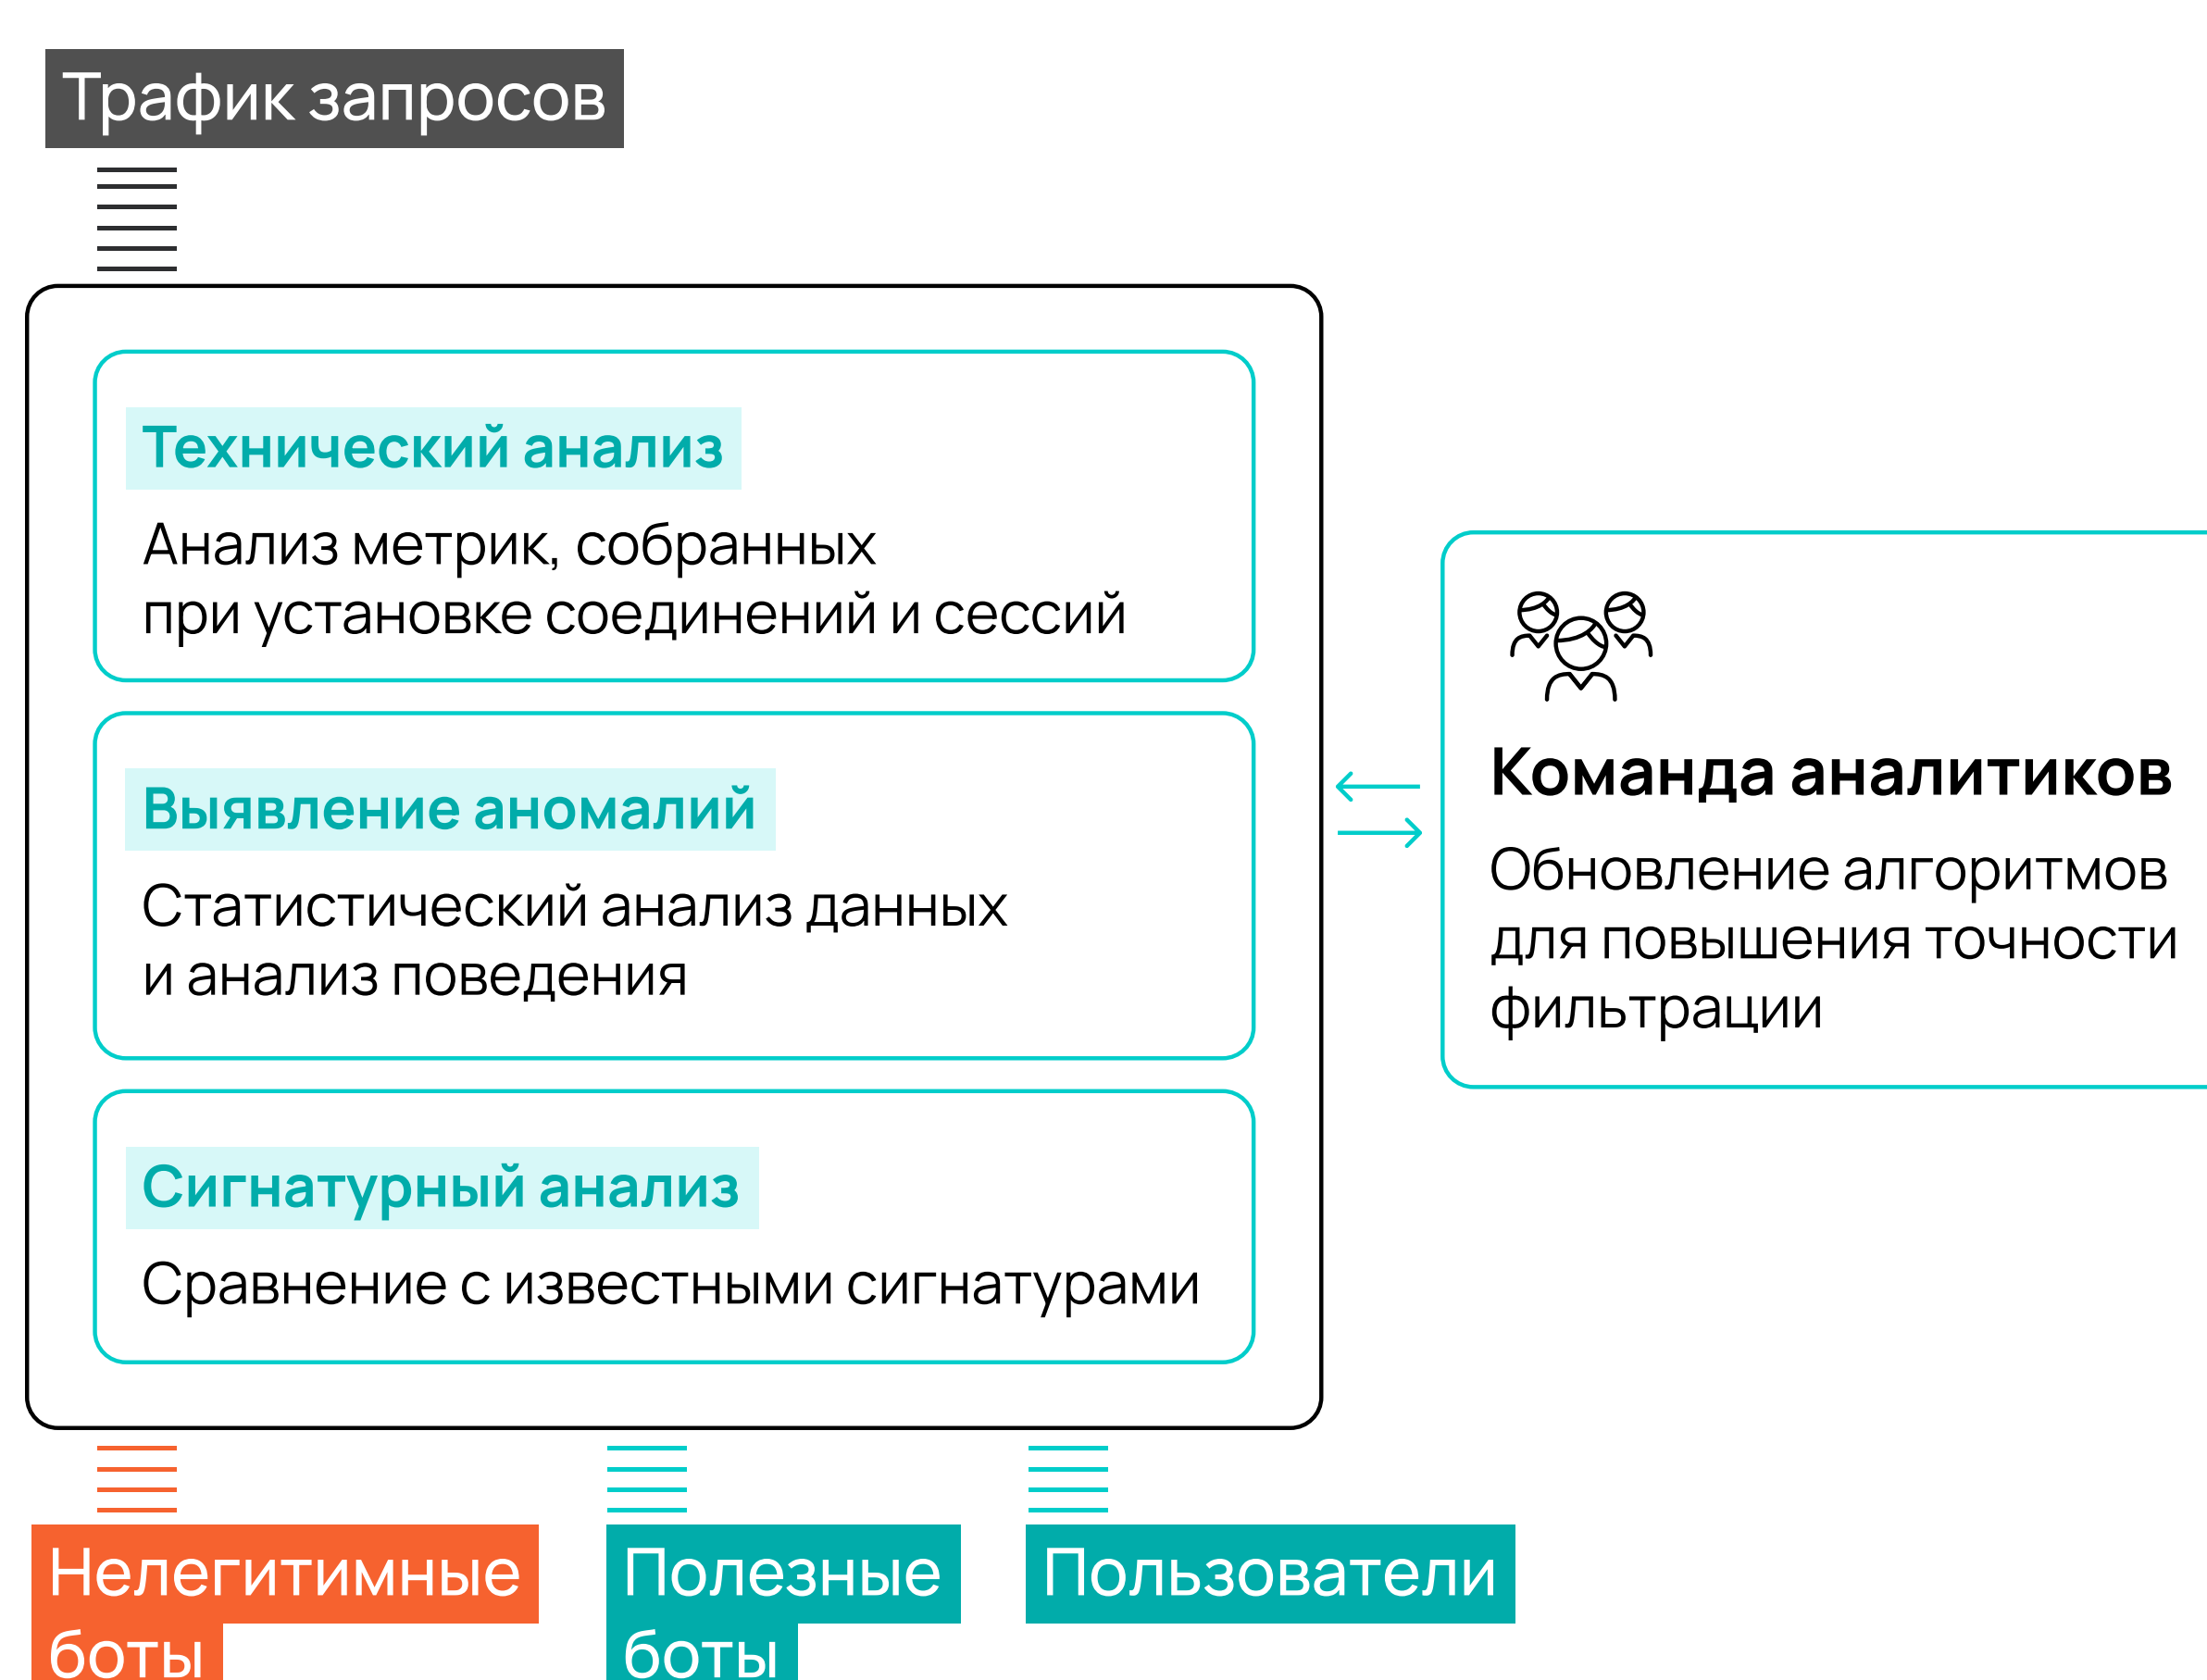 Трафик запросов
Технический анализ
Анализ метрик, собранных
при установке соединений и сессий
Выявление аномалий
Статистический анализ данных
и анализ поведения
Сигнатурный анализ
Сравнение с известными сигнатурами
Команда аналитиков
Обновление алгоритмов
для повышения точности
фильтрации
Нелегитимные
боты
Полезные
боты
Пользователи